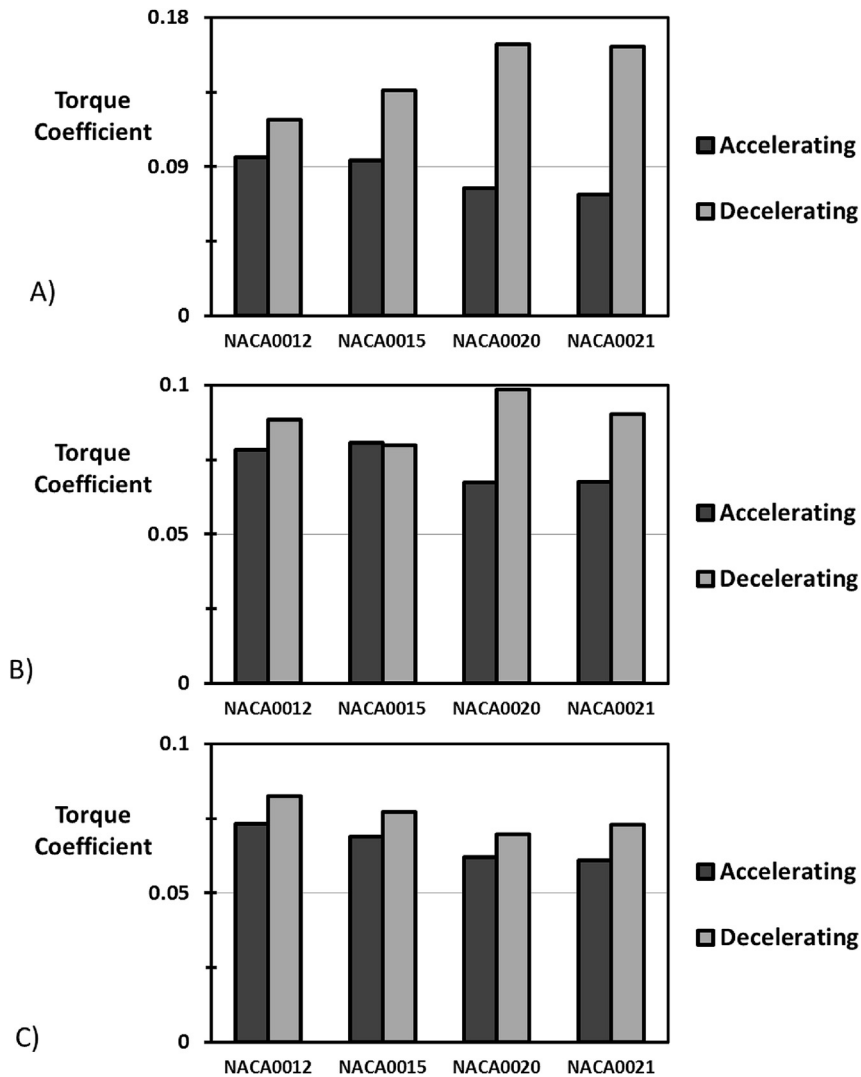 0.18
Torque
Coefficient
0.09
0
Accelerating
Decelerating
A)
NACA0012 NACA0015 NACA0020 NACA0021
0.1
Torque
Coefficient
0.05
0
Accelerating
Decelerating
B)
NACA0012 NACA0015 NACA0020 NACA0021
0.1
Torque
Coefficient
0.05
0
Accelerating
Decelerating
C)
NACA0012 NACA0015 NACA0020 NACA0021